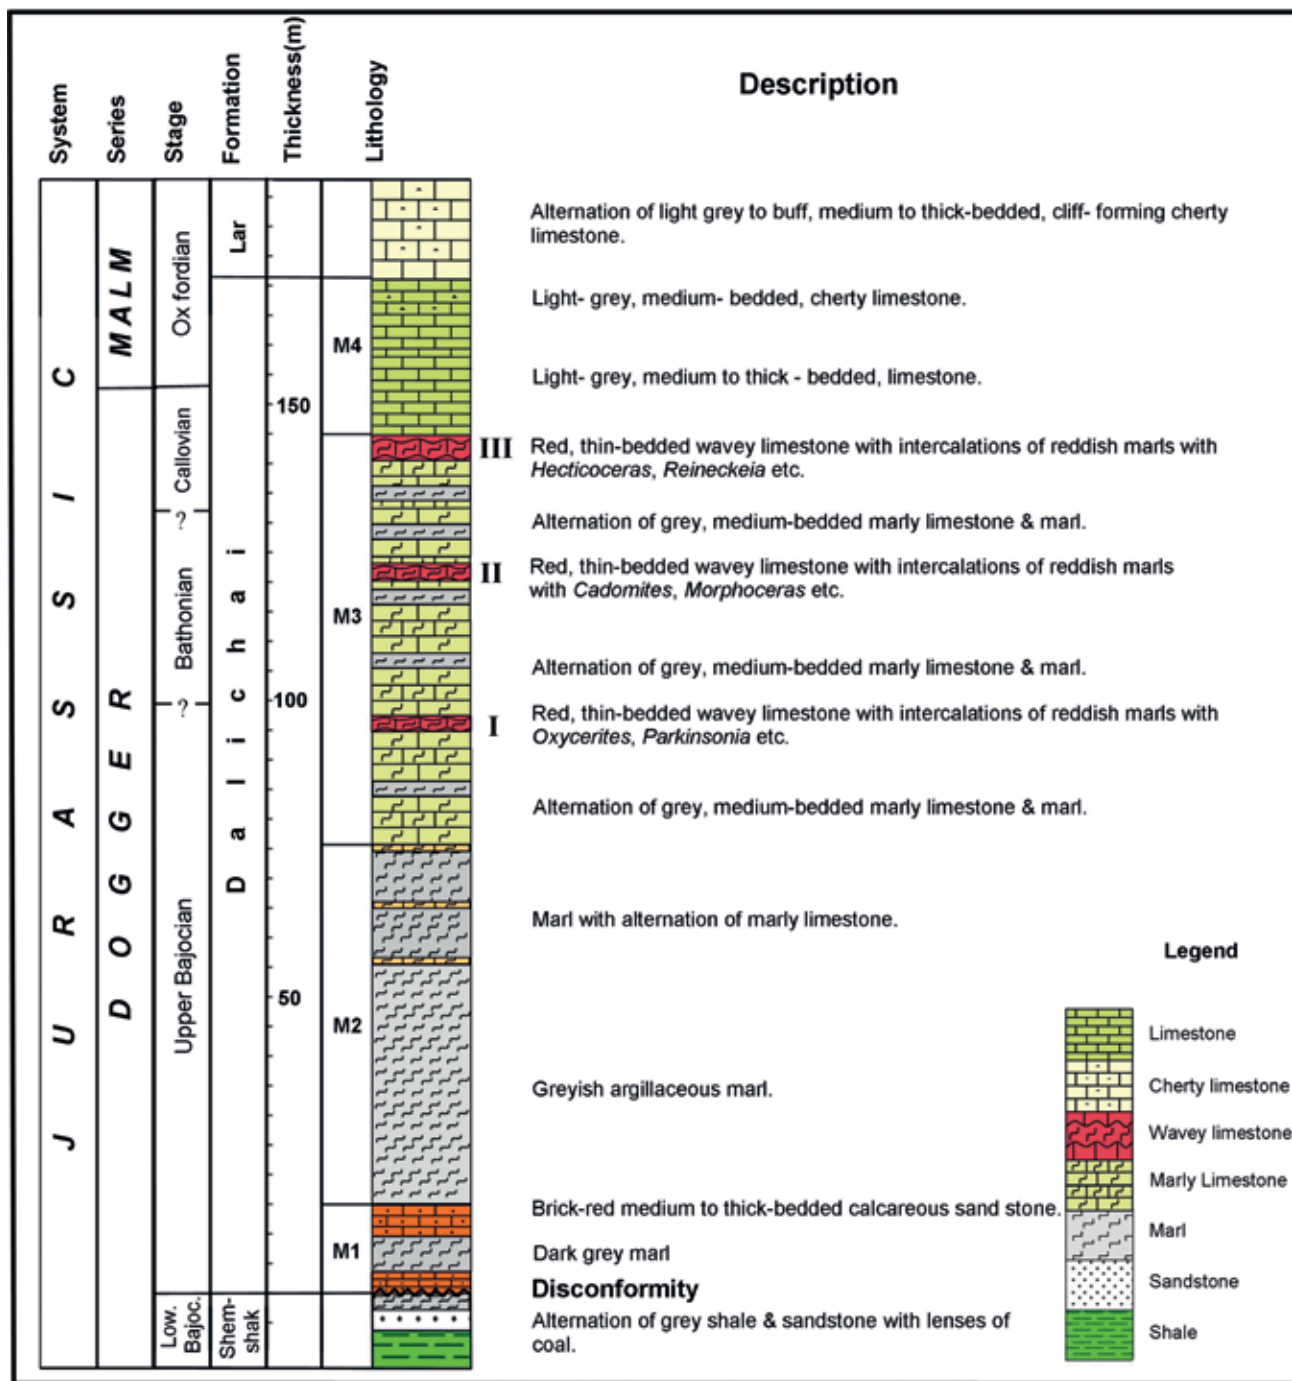 System
Series
Stage
Formation
Thickness(m)
Lithology
Description
JURASSIC
MALM
DOGGER
Ox fordian
Callovian
?
Bathonian
?
Upper Bajocian
Low.
Bajoc.
Lar
Dalichai
Shem-
shak
150
100
50
M4
M3
M2
M1
Alternation of light grey to buff, medium to thick-bedded, cliff- forming cherty
limestone.
Light- grey, medium- bedded, cherty limestone.
Light- grey, medium to thick - bedded, limestone.
III
Red, thin-bedded wavey limestone with intercalations of reddish marls with
Hecticoceras, Reineckeia etc.
Alternation of grey, medium-bedded marly limestone & marl.
II
Red, thin-bedded wavey limestone with intercalations of reddish marls
with Cadomites, Morphoceras etc.
Alternation of grey, medium-bedded marly limestone & marl.
I
Red, thin-bedded wavey limestone with intercalations of reddish marls with
Oxycerites, Parkinsonia etc.
Alternation of grey, medium-bedded marly limestone & marl.
Marl with alternation of marly limestone.
Greyish argillaceous marl.
Brick-red medium to thick-bedded calcareous sand stone.
Dark grey marl
Disconformity
Alternation of grey shale & sandstone with lenses of
coal.
Legend
Limestone
Cherty limestone
Wavey limestone
Marly Limestone
Marl
Sandstone
Shale